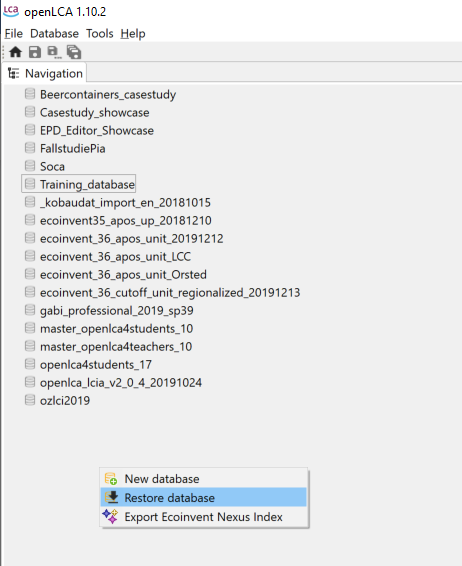 LCA openLCA 1.10.2
File Database Tools Help
Navigation
Beercontainers_casestudy
Casestudy_showcase
EPD_Editor_Showcase
FallstudiePia
Soca
Training_database
_kobaudat_import_en_20181015
ecoinvent35_apos_up_20181210
ecoinvent_36_apos_unit_20191212
ecoinvent_36_apos_unit_LCC
ecoinvent_36_apos_unit_Orsted
ecoinvent_36_cutoff_unit_regionalized_20191213
gabi_professional_2019_sp39
master_openlca4students_10
master_openlca4teachers_10
openlca4students_17
openlca_lcia_v2_0_4_20191024
ozlci2019
New database
Restore database
Export Ecoinvent Nexus Index